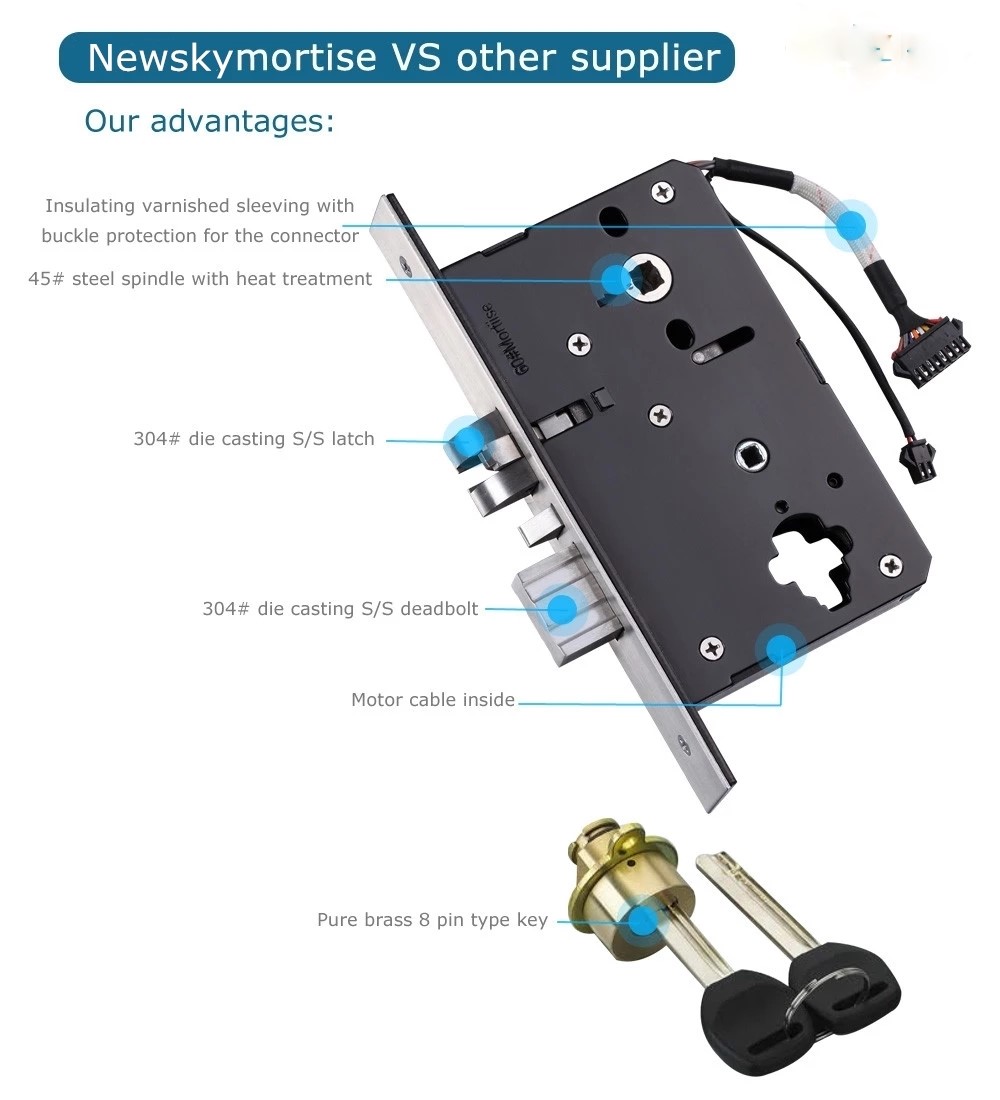 Newskymortise VS other supplier
Our advantages:
Insulating varnished sleeving with
buckle protection for the connector
45# steel spindle with heat treatment
60#Mortise
304# die casting S/S latch
304# die casting S/S deadbolt
Motor cable inside
Pure brass 8 pin type key